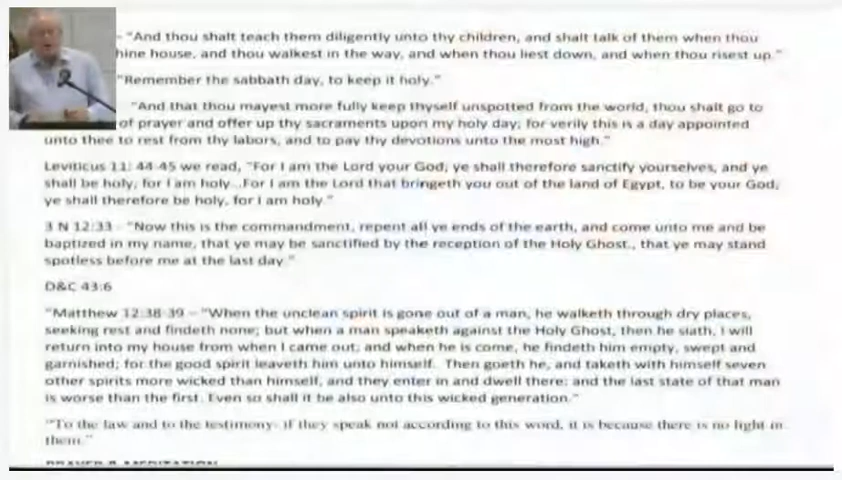 - "And thou shalt teach them diligently unto thy children, and shalt talk of them when thou
hine house, and thou walkest in the way, and when thou liest down, and when thou risest up."
"Remember the sabbath day, to keep it holy."
"And that thou mayest more fully keep thyself unspotted from the world, thou shalt go to
of prayer and offer up thy sacraments upon my holy day; for verily this is a day appointed
unto thee to rest from thy labors, and to pay thy devotions unto the most high."
Leviticus 11: 44-45 we read, "For I am the Lord your God; ye shall therefore sanctify yourselves, and ye
shall be holy; for I am holy...For I am the Lord that bringeth you out of the land of Egypt, to be your God;
ye shall therefore be holy, for I am holy."
3 N 12:33 - "Now this is the commandment, repent all ye ends of the earth, and come unto me and be
baptized in my name, that ye may be sanctified by the reception of the Holy Ghost., that ye may stand
spotless before me at the last day."
D&C 43:6
"Matthew 12:38-39 – "When the unclean spirit is gone out of a man, he walketh through dry places,
seeking rest and findeth none; but when a man speaketh against the Holy Ghost, then he siath, I will
return into my house from when I came out; and when he is come, he findeth him empty, swept and
garnished; for the good spirit leaveth him unto himself. Then goeth he, and taketh with himself seven
other spirits more wicked than himself, and they enter in and dwell there; and the last state of that man
is worse than the first. Even so shall it be also unto this wicked generation."
"To the law and to the testimony: if they speak not according to this word, it is because there is no light in
them."